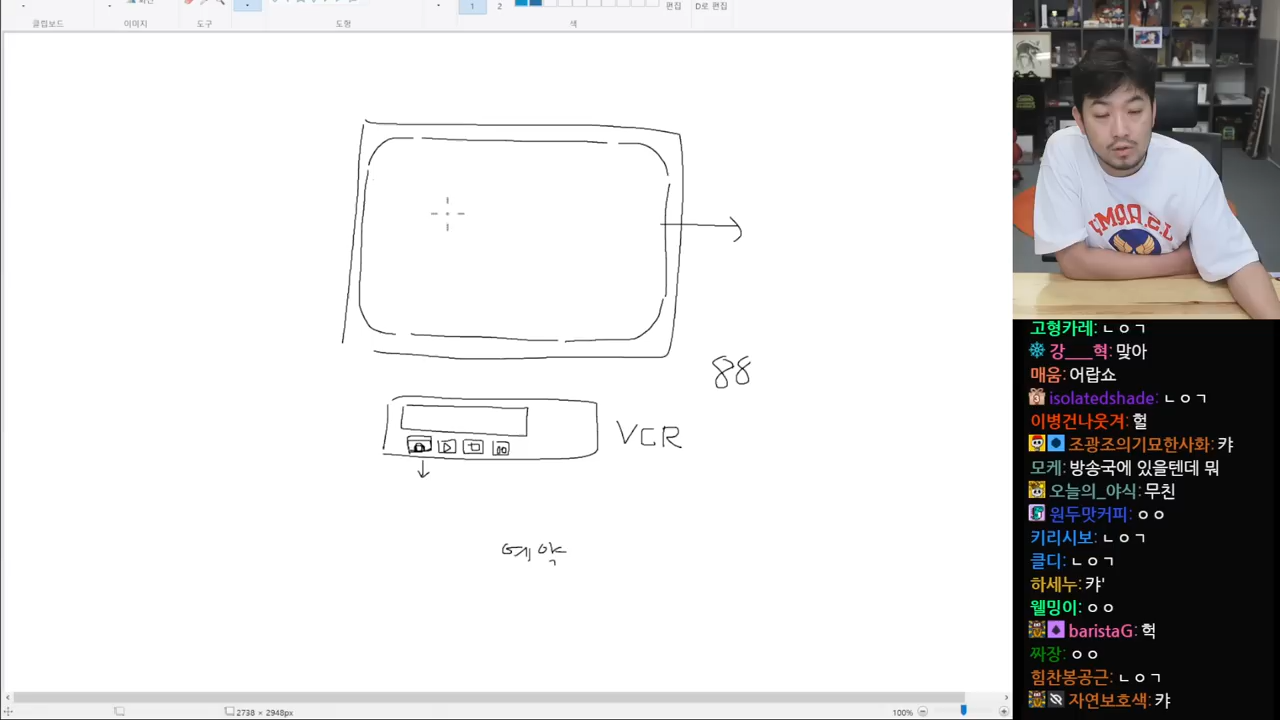 클립보드
이미지
도구
도형
1
2
색
편집
D로 편집
88
VCR
예약
고형카레: ㄴㅇㄱ
강___혁: 맞아
매움: 어랍쇼
isolatedshade: ㄴㅇㄱ
이병건나웃겨: 헐
조광조의기묘한사화: 캬
모케: 방송국에 있을텐데 뭐
오늘의_야식: 무친
원두맛커피: ㅇㅇ
키리시보: ㄴㅇㄱ
클디: ㄴㅇㄱ
하세누: 캬'
웰밍이: ㅇㅇ
baristaG: 헉
짜장: ㅇㅇ
힘찬봉공근: ㄴㅇㄱ
자연보호색: 캬
2738 × 2948px
100%